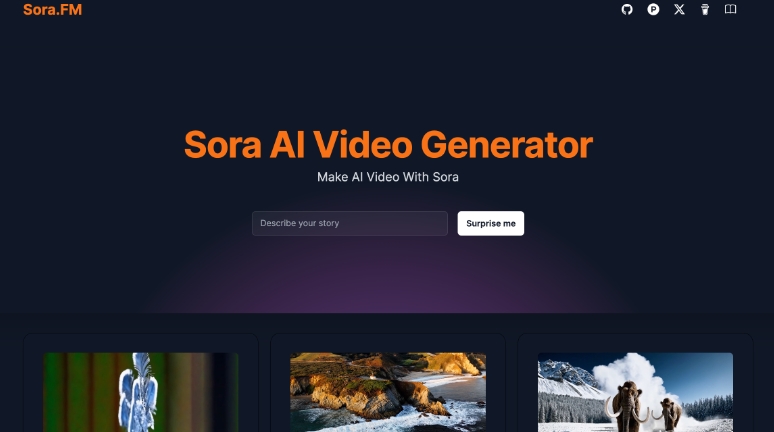 Sora.FM
Sora AI Video Generator
Make AI Video With Sora
Describe your story
Surprise me